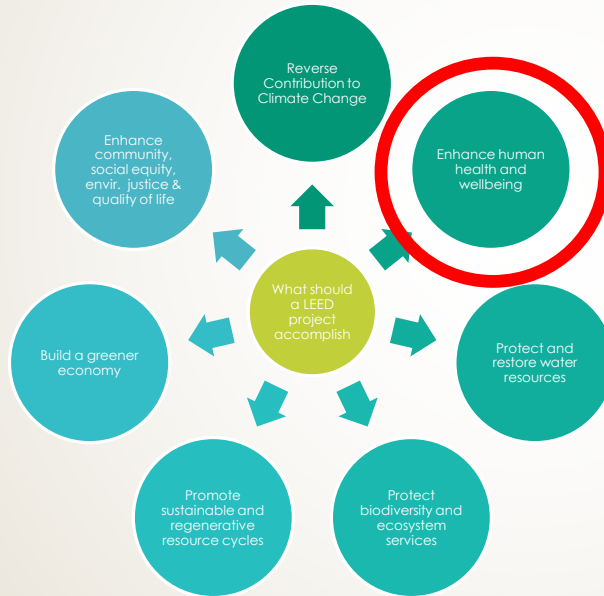 Reverse
Contribution to
Climate Change
Enhance human
health and
wellbeing
Protect and
restore water
resources
Protect
biodiversity and
ecosystem
services
Promote
sustainable and
regenerative
resource cycles
Build a greener
economy
Enhance
community,
social equity,
envir. justice &
quality of life
What should
a LEED
project
accomplish